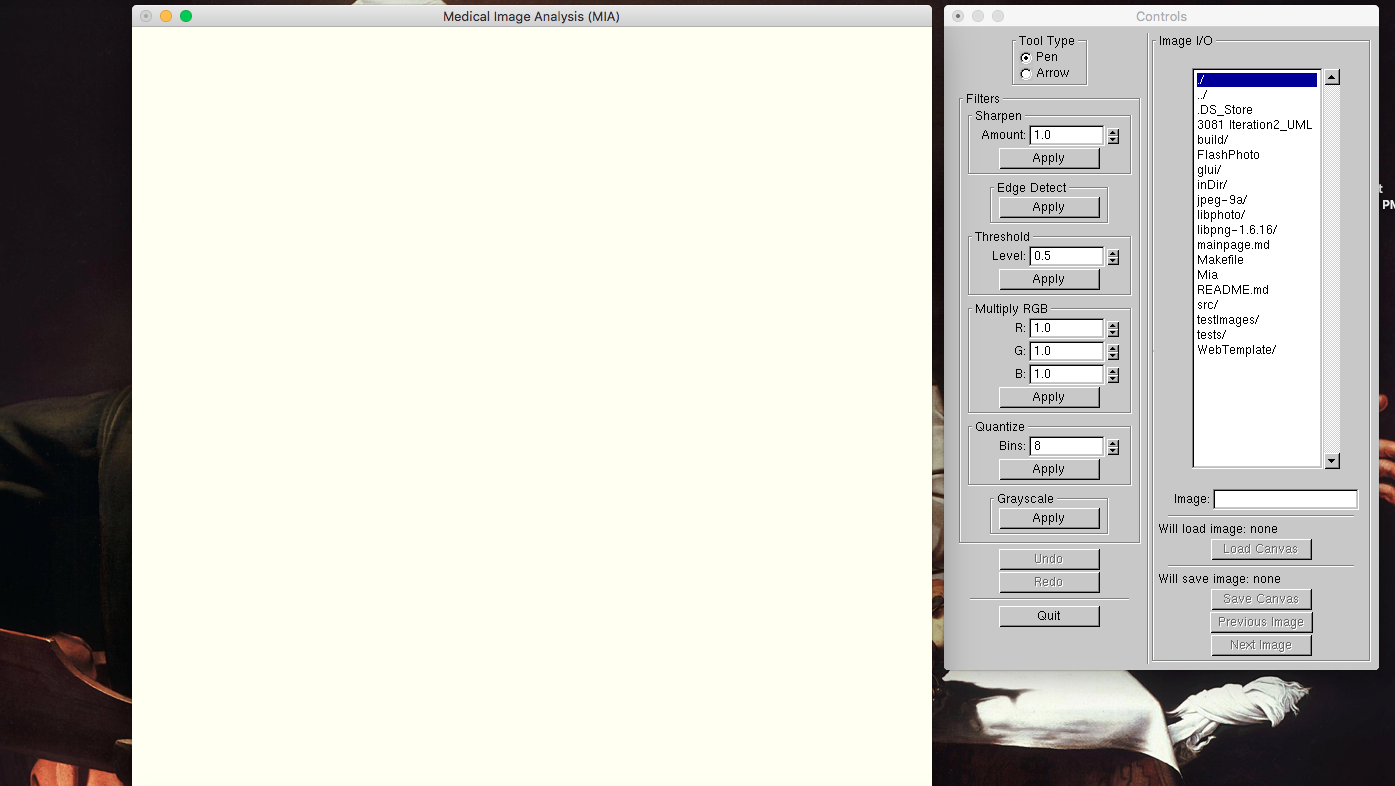 Medical Image Analysis (MIA)
Controls
Tool Type
Pen
Arrow
Filters
Sharpen
Amount: 1.0
Apply
Edge Detect
Apply
Threshold
Level: 0.5
Apply
Multiply RGB
R: 1.0
G: 1.0
B: 1.0
Apply
Quantize
Bins: 8
Apply
Grayscale
Apply
Undo
Redo
Quit
Image I/O
./
../
.DS_Store
3081 Iteration2_UML
build/
FlashPhoto
glui/
inDir/
jpeg-9a/
libphoto/
libpng-1.6.16/
mainpage.md
Makefile
Mia
README.md
src/
testImages/
tests/
WebTemplate/
Image:
Will load image: none
Load Canvas
Will save image: none
Save Canvas
Previous Image
Next Image